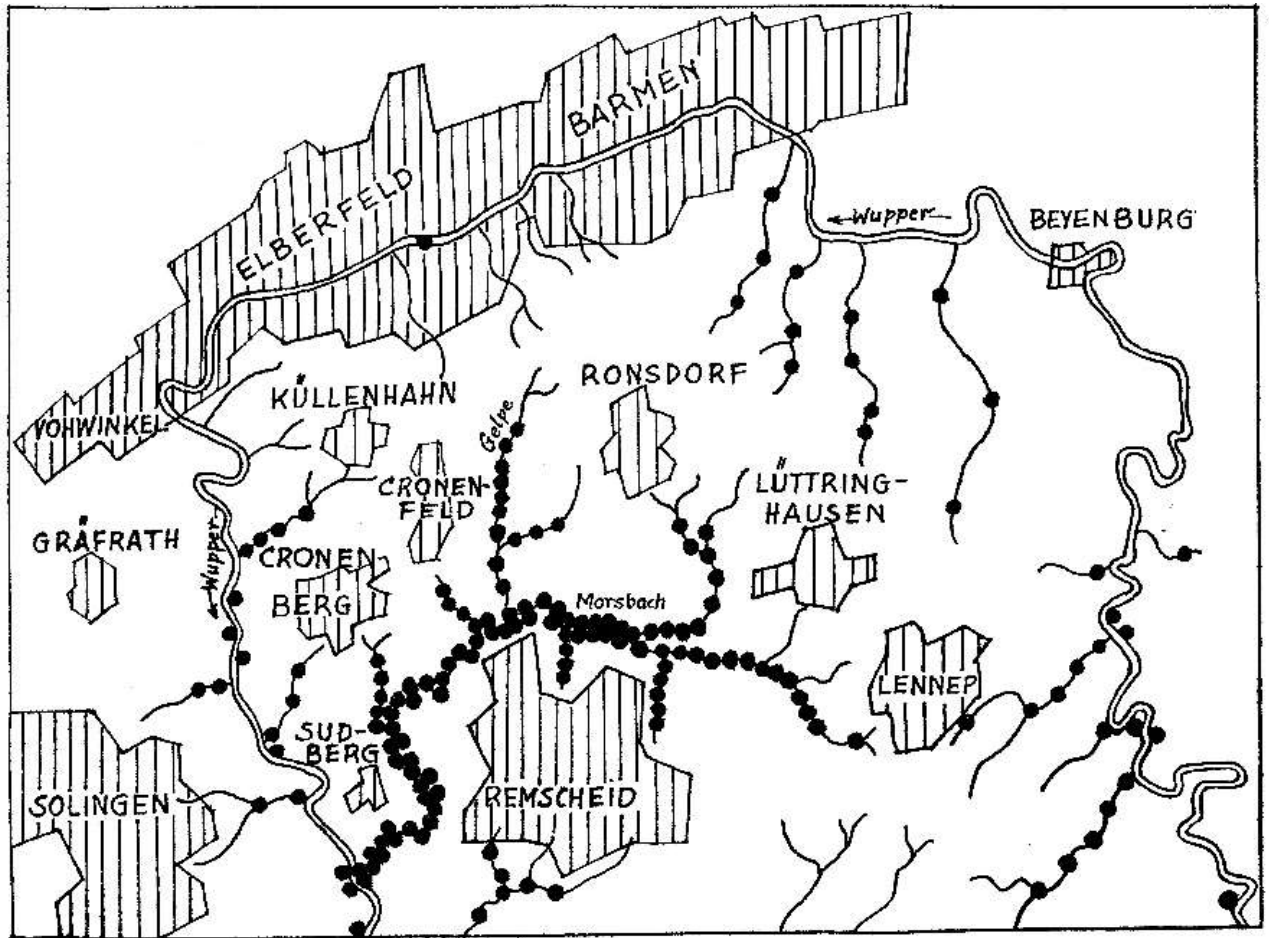 BARMEN
ELBERFELD
←Wupper
BEYENBURG
VOHWINKEL
KÜLLENHAHN
RONSDORF
Gelpe
CRONEN-
FELD
LÜTTRING-
HAUSEN
GRÄFRATH
←Wupper
CRONEN
BERG
Morsbach
LENNEP
SUD-
BERG
SOLINGEN
REMSCHEID